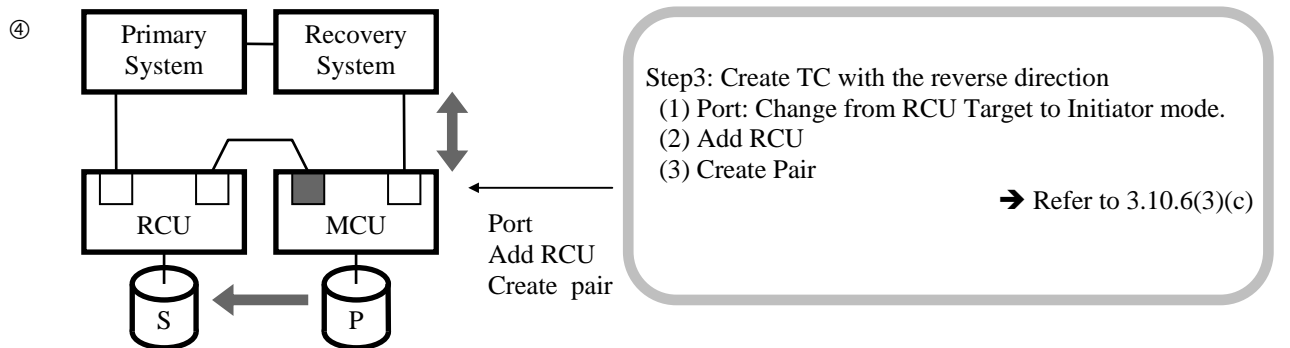 ④
Primary
System
Recovery
System
RCU
MCU
S
P
Port
Add RCU
Create pair
Step3: Create TC with the reverse direction
(1) Port: Change from RCU Target to Initiator mode.
(2) Add RCU
(3) Create Pair
➔ Refer to 3.10.6(3)(c)